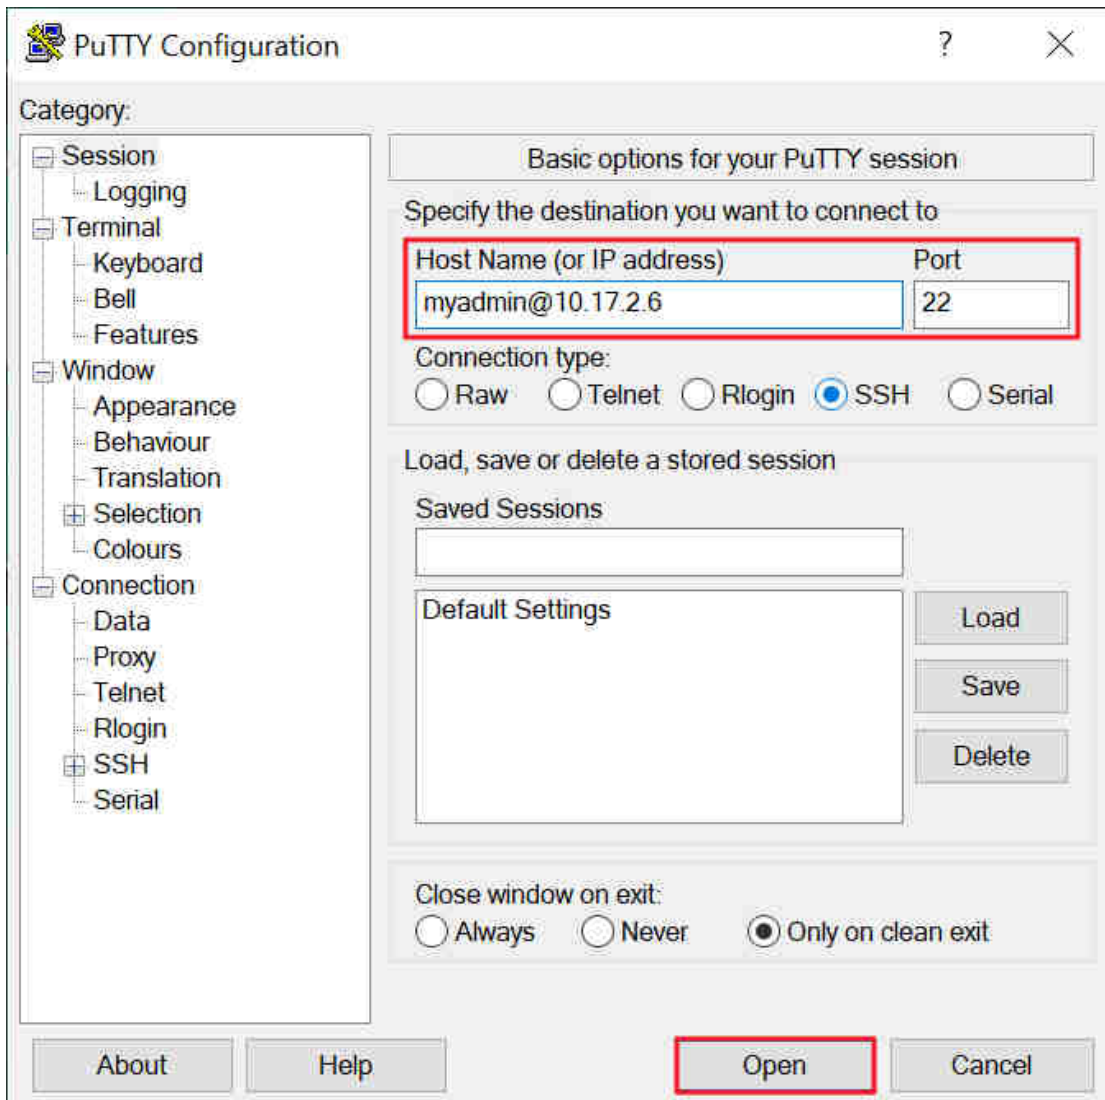 PuTTY Configuration
?
Category:
Session
Logging
Terminal
Keyboard
Bell
Features
Window
Appearance
Behaviour
Translation
Selection
Colours
Connection
Data
Proxy
Telnet
Rlogin
SSH
Serial
Basic options for your PuTTY session
Specify the destination you want to connect to
Host Name (or IP address) Port
myadmin@10.17.2.6 22
Connection type:
Raw Telnet Rlogin SSH Serial
Load, save or delete a stored session
Saved Sessions
Default Settings
Load
Save
Delete
Close window on exit:
Always Never Only on clean exit
About Help Open Cancel